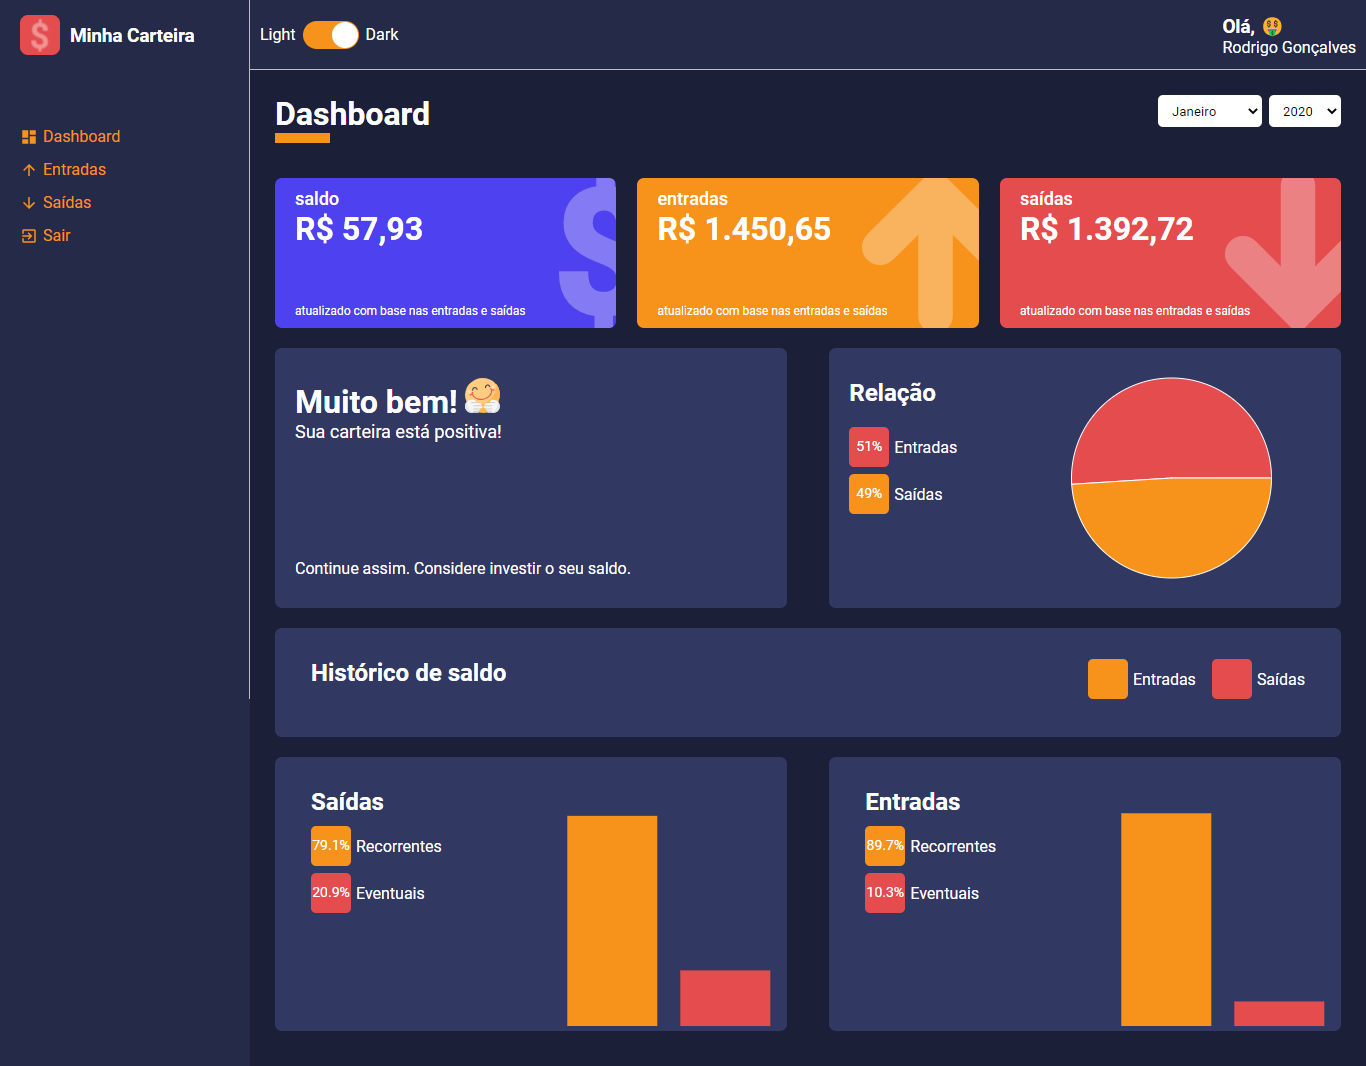 Minha Carteira
Light
Dark
Olá, 🤑
Rodrigo Gonçalves
Dashboard
Entradas
Saídas
Sair
Dashboard
Janeiro
2020
saldo
R$ 57,93
atualizado com base nas entradas e saídas
entradas
R$ 1.450,65
atualizado com base nas entradas e saídas
saídas
R$ 1.392,72
atualizado com base nas entradas e saídas
Muito bem!
Sua carteira está positiva!
Continue assim. Considere investir o seu saldo.
Relação
51% Entradas
49% Saídas
Histórico de saldo
Entradas
Saídas
Saídas
79.1% Recorrentes
20.9% Eventuais
Entradas
89.7% Recorrentes
10.3% Eventuais